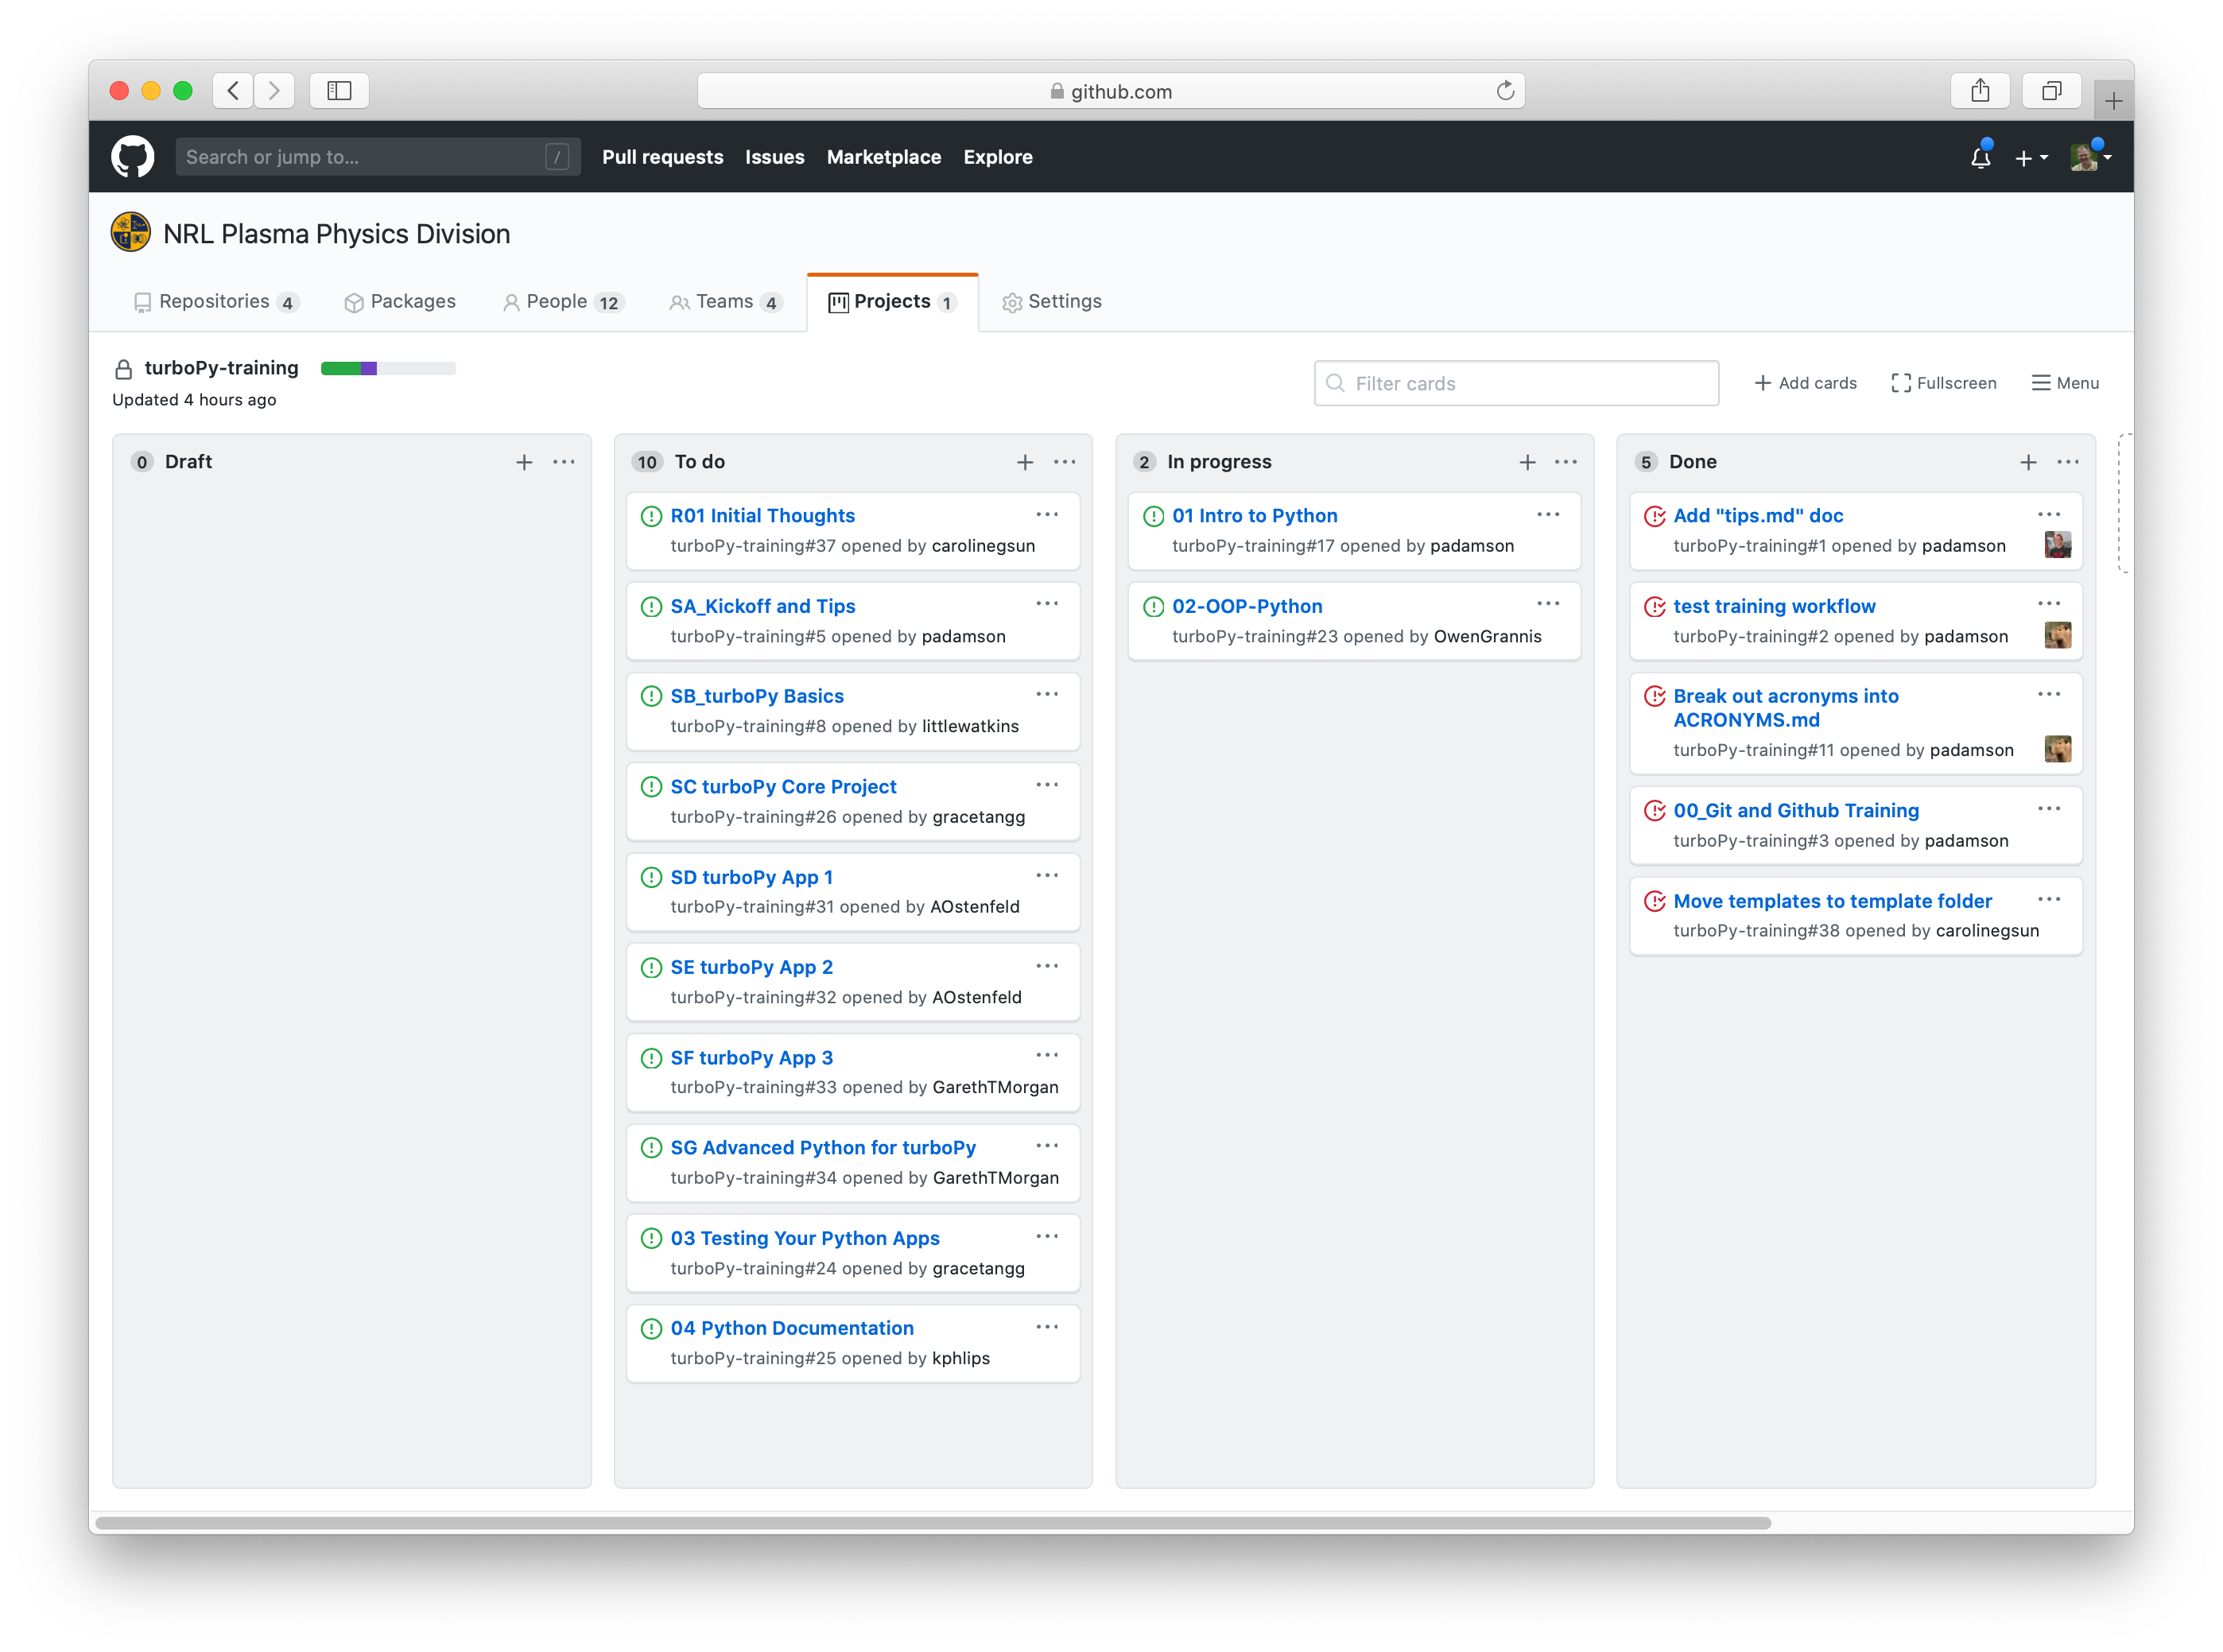 github.com
Search or jump to... /
Pull requests Issues Marketplace Explore
NRL Plasma Physics Division
Repositories 4 Packages People 12 Teams 4 Projects 1 Settings
turboPy-training
Updated 4 hours ago
Filter cards
Add cards
Fullscreen
Menu
0 Draft
10 To do
R01 Initial Thoughts
turboPy-training#37 opened by carolinegsun
SA_Kickoff and Tips
turboPy-training#5 opened by padamson
SB_turboPy Basics
turboPy-training#8 opened by littlewatkins
SC turboPy Core Project
turboPy-training#26 opened by gracetangg
SD turboPy App 1
turboPy-training#31 opened by AOstenfeld
SE turboPy App 2
turboPy-training#32 opened by AOstenfeld
SF turboPy App 3
turboPy-training#33 opened by GarethTMorgan
SG Advanced Python for turboPy
turboPy-training#34 opened by GarethTMorgan
03 Testing Your Python Apps
turboPy-training#24 opened by gracetangg
04 Python Documentation
turboPy-training#25 opened by kphlips
2 In progress
01 Intro to Python
turboPy-training#17 opened by padamson
02-OOP-Python
turboPy-training#23 opened by OwenGrannis
5 Done
Add "tips.md" doc
turboPy-training#1 opened by padamson
test training workflow
turboPy-training#2 opened by padamson
Break out acronyms into
ACRONYMS.md
turboPy-training#11 opened by padamson
00_Git and Github Training
turboPy-training#3 opened by padamson
Move templates to template folder
turboPy-training#38 opened by carolinegsun